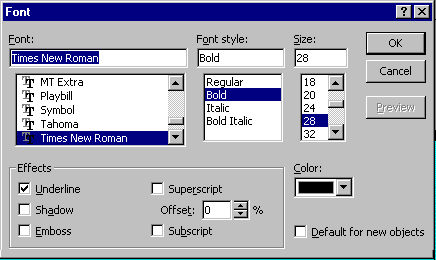 Font
Font:
Font style:
Size:
OK
Times New Roman
Bold
28
Cancel
MT Extra
Playbill
Symbol
Tahoma
Times New Roman
Regular
Bold
Italic
Bold Italic
18
20
24
28
32
Preview
Effects
Underline
Shadow
Emboss
Superscript
Offset: 0 %
Subscript
Color:
Default for new objects